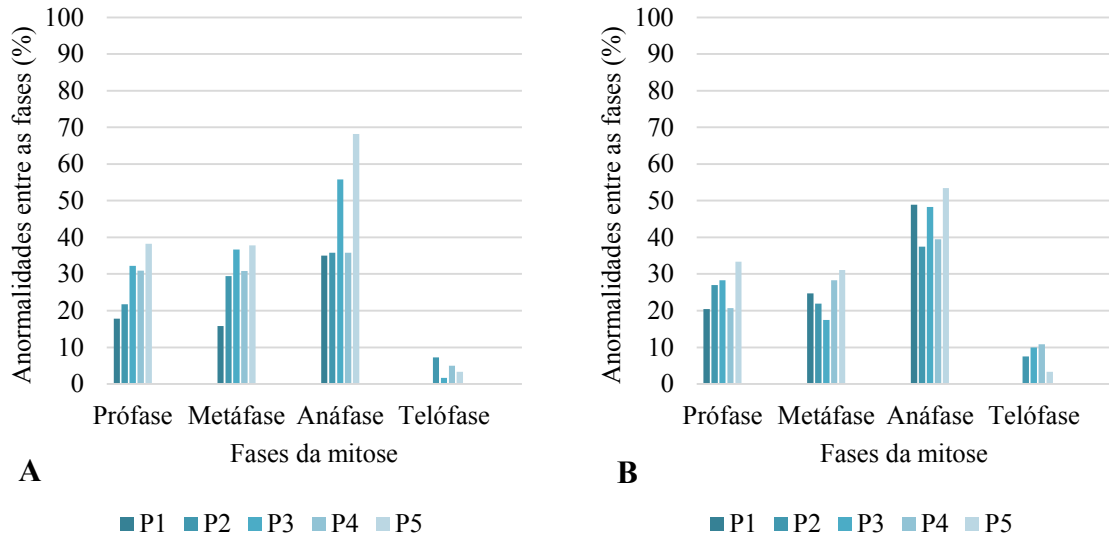 Anormalidades entre as fases (%)
100
90
80
70
60
50
40
30
20
10
0
Prófase Metáfase Anáfase Telófase
Fases da mitose
A
P1 P2 P3 P4 P5
Anormalidades entre as fases (%)
100
90
80
70
60
50
40
30
20
10
0
Prófase Metáfase Anáfase Telófase
Fases da mitose
B
P1 P2 P3 P4 P5